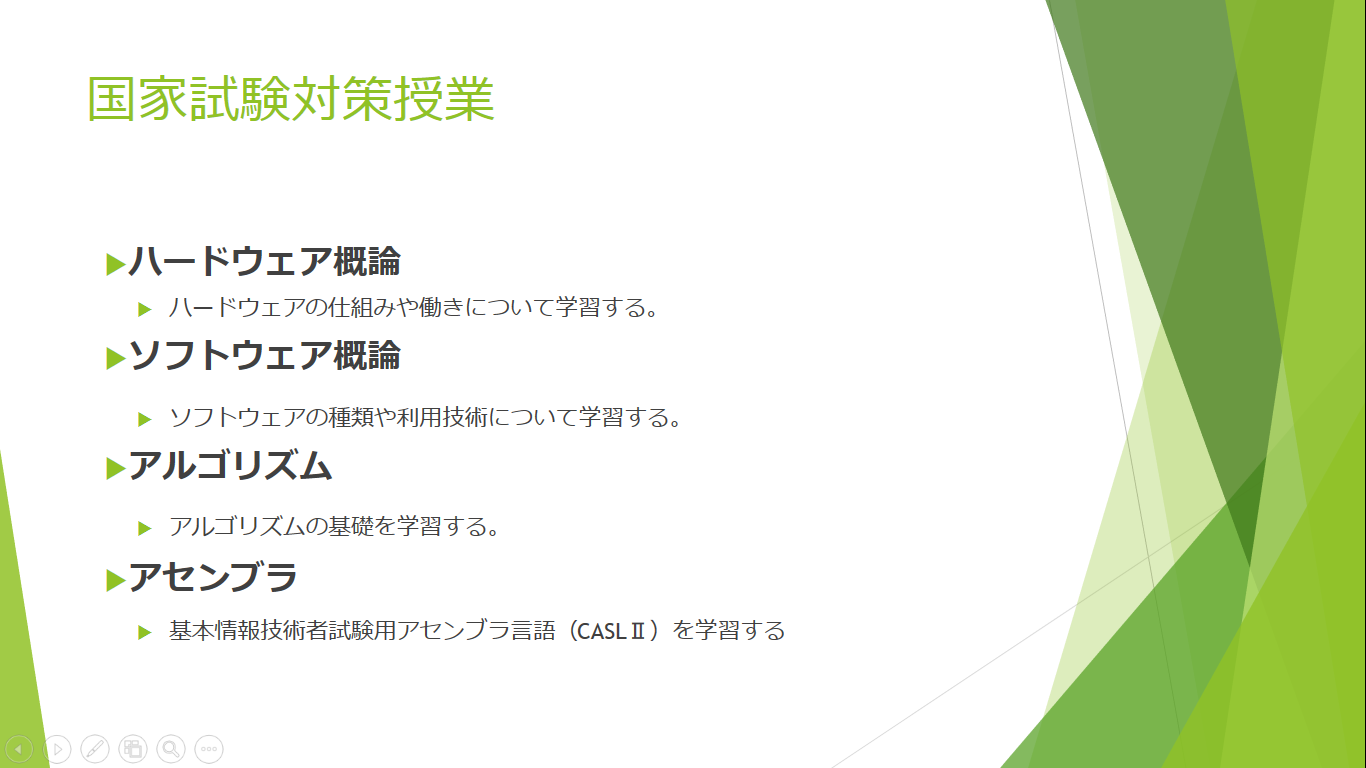 国家試験対策授業
ハードウェア概論
ハードウェアの仕組みや働きについて学習する。
ソフトウェア概論
ソフトウェアの種類や利用技術について学習する。
アルゴリズム
アルゴリズムの基礎を学習する。
アセンブラ
基本情報技術者試験用アセンブラ言語（CASLⅡ）を学習する